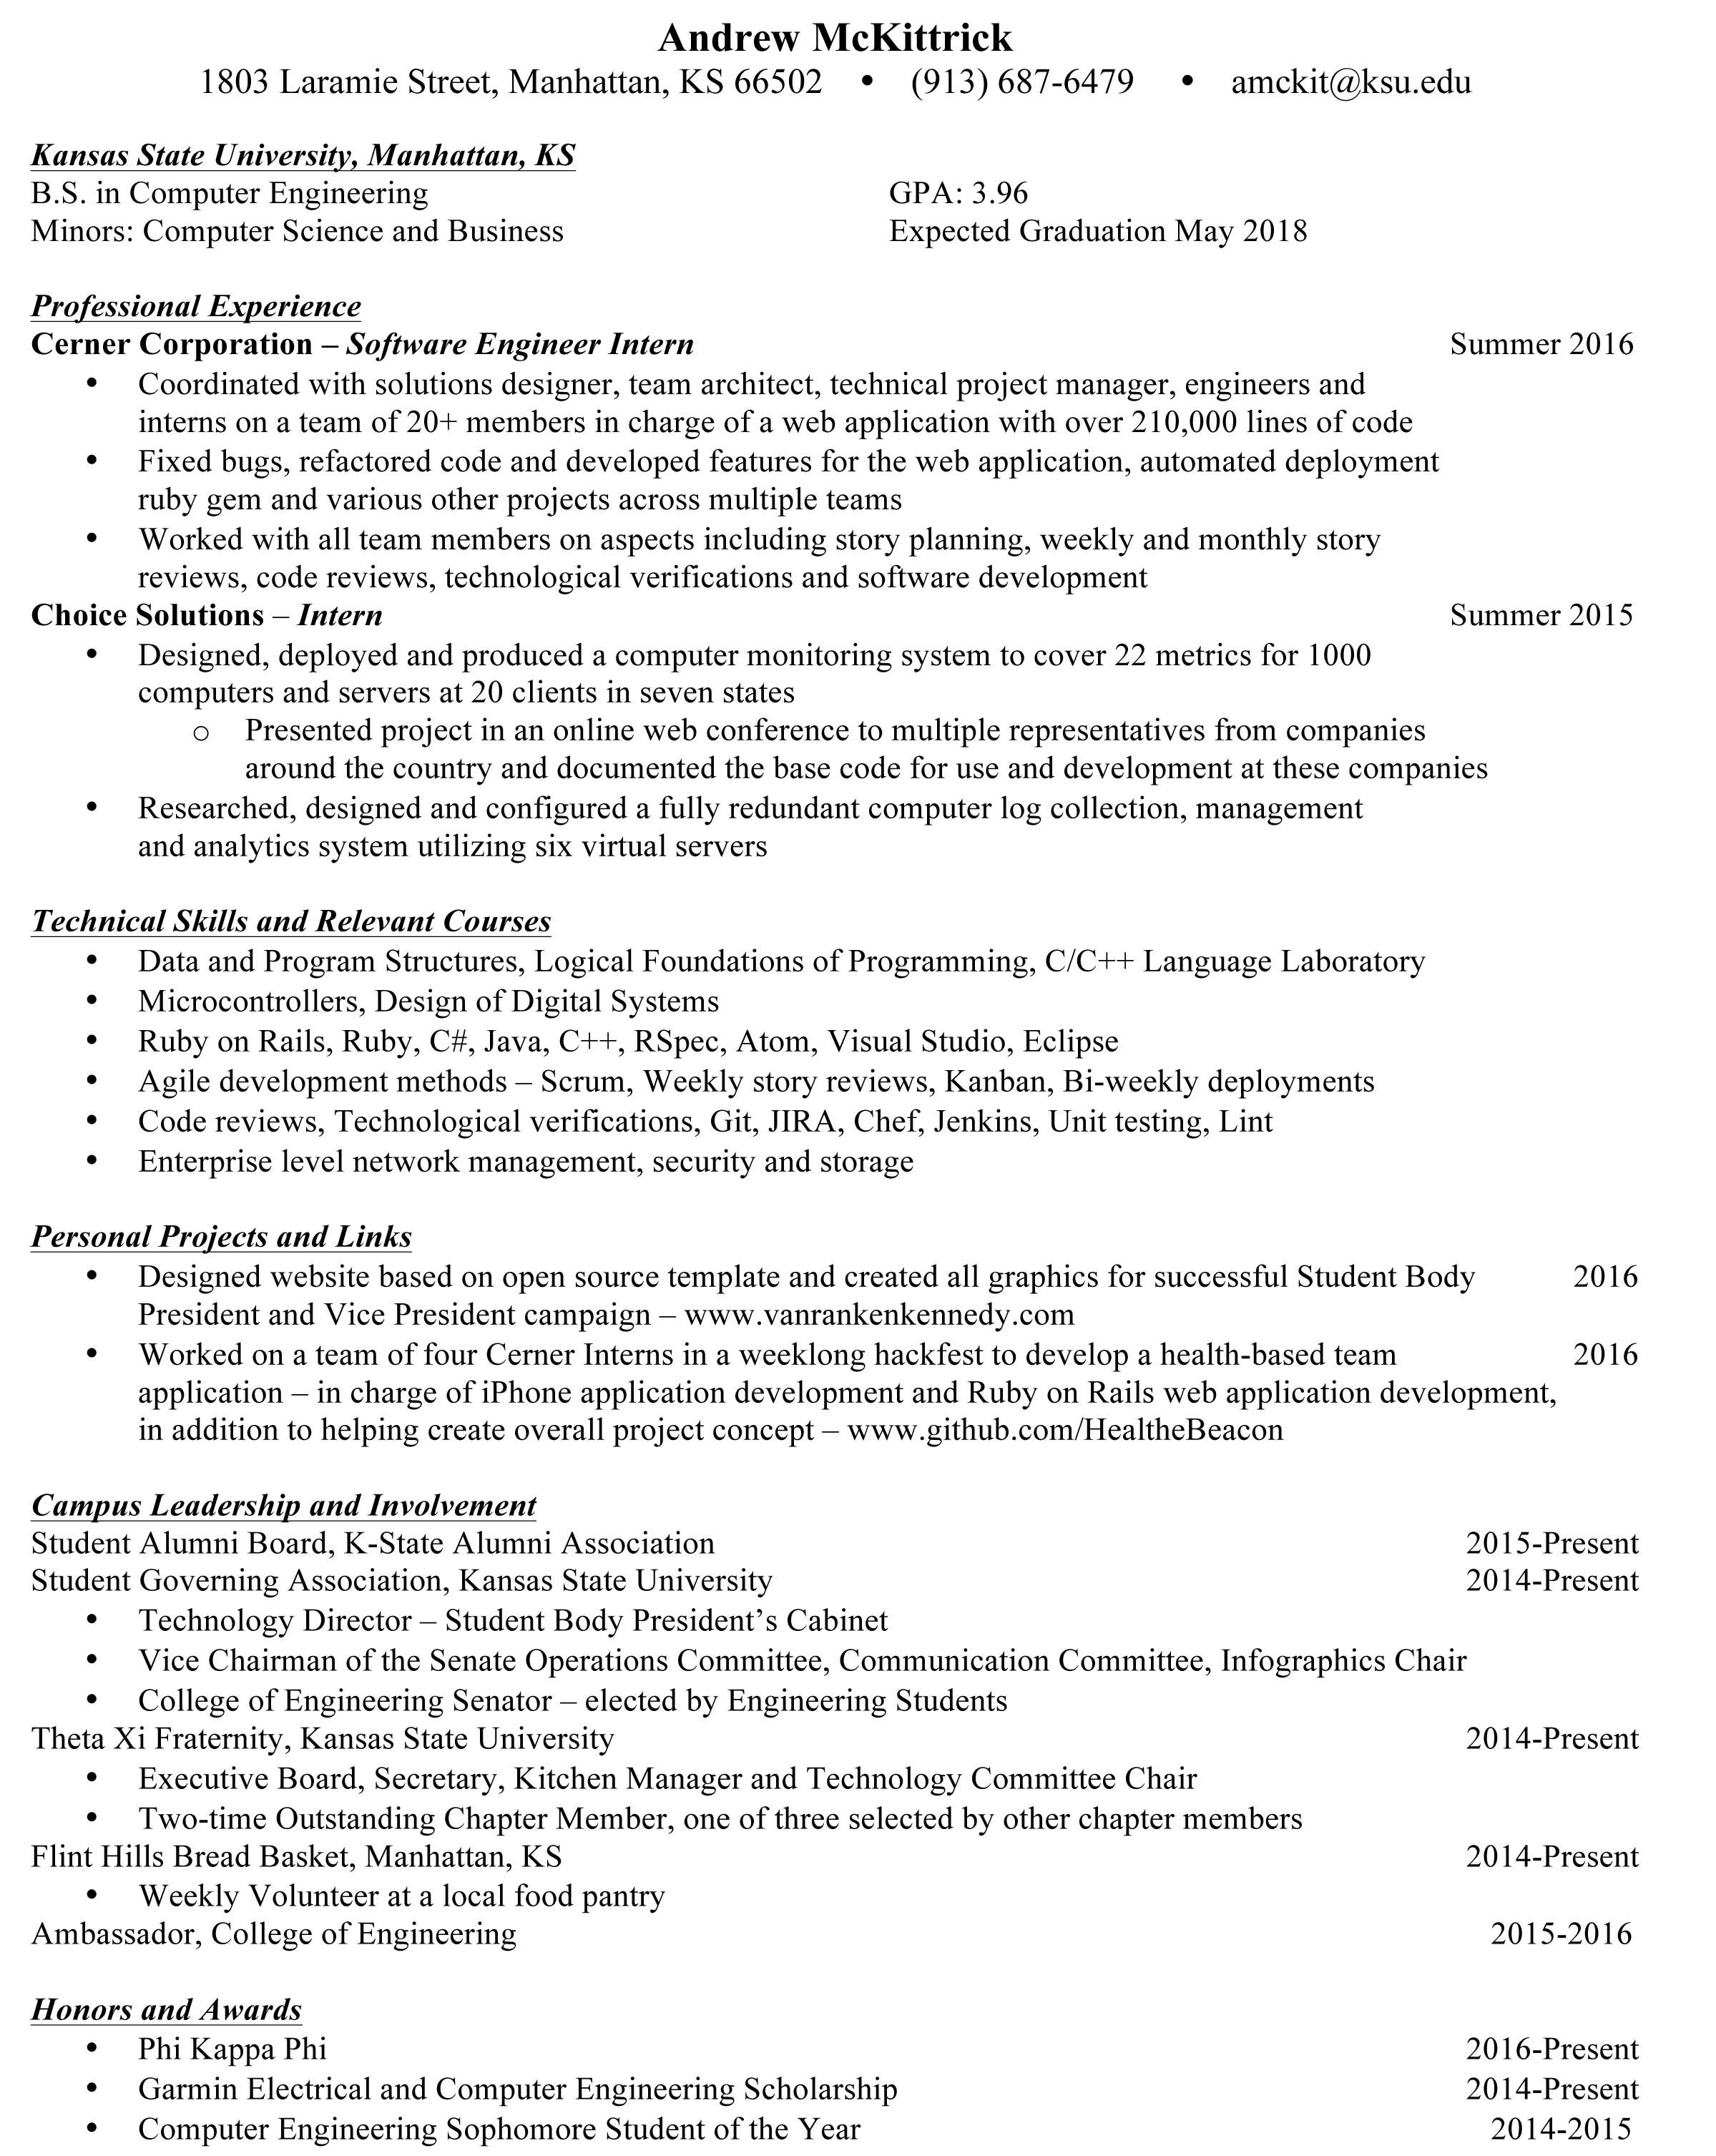 Andrew McKittrick
1803 Laramie Street, Manhattan, KS 66502 • (913) 687-6479 • amckit@ksu.edu
Kansas State University, Manhattan, KS
B.S. in Computer Engineering GPA: 3.96
Minors: Computer Science and Business Expected Graduation May 2018
Professional Experience
Cerner Corporation – Software Engineer Intern Summer 2016
• Coordinated with solutions designer, team architect, technical project manager, engineers and
interns on a team of 20+ members in charge of a web application with over 210,000 lines of code
• Fixed bugs, refactored code and developed features for the web application, automated deployment
ruby gem and various other projects across multiple teams
• Worked with all team members on aspects including story planning, weekly and monthly story
reviews, code reviews, technological verifications and software development
Choice Solutions – Intern Summer 2015
• Designed, deployed and produced a computer monitoring system to cover 22 metrics for 1000
computers and servers at 20 clients in seven states
o Presented project in an online web conference to multiple representatives from companies
around the country and documented the base code for use and development at these companies
• Researched, designed and configured a fully redundant computer log collection, management
and analytics system utilizing six virtual servers
Technical Skills and Relevant Courses
• Data and Program Structures, Logical Foundations of Programming, C/C++ Language Laboratory
• Microcontrollers, Design of Digital Systems
• Ruby on Rails, Ruby, C#, Java, C++, RSpec, Atom, Visual Studio, Eclipse
• Agile development methods – Scrum, Weekly story reviews, Kanban, Bi-weekly deployments
• Code reviews, Technological verifications, Git, JIRA, Chef, Jenkins, Unit testing, Lint
• Enterprise level network management, security and storage
Personal Projects and Links
• Designed website based on open source template and created all graphics for successful Student Body 2016
President and Vice President campaign – www.vanrankenkennedy.com
• Worked on a team of four Cerner Interns in a weeklong hackfest to develop a health-based team 2016
application – in charge of iPhone application development and Ruby on Rails web application development,
in addition to helping create overall project concept – www.github.com/HealtheBeacon
Campus Leadership and Involvement
Student Alumni Board, K-State Alumni Association 2015-Present
Student Governing Association, Kansas State University 2014-Present
• Technology Director – Student Body President’s Cabinet
• Vice Chairman of the Senate Operations Committee, Communication Committee, Infographics Chair
• College of Engineering Senator – elected by Engineering Students
Theta Xi Fraternity, Kansas State University 2014-Present
• Executive Board, Secretary, Kitchen Manager and Technology Committee Chair
• Two-time Outstanding Chapter Member, one of three selected by other chapter members
Flint Hills Bread Basket, Manhattan, KS 2014-Present
• Weekly Volunteer at a local food pantry
Ambassador, College of Engineering 2015-2016
Honors and Awards
• Phi Kappa Phi 2016-Present
• Garmin Electrical and Computer Engineering Scholarship 2014-Present
• Computer Engineering Sophomore Student of the Year 2014-2015